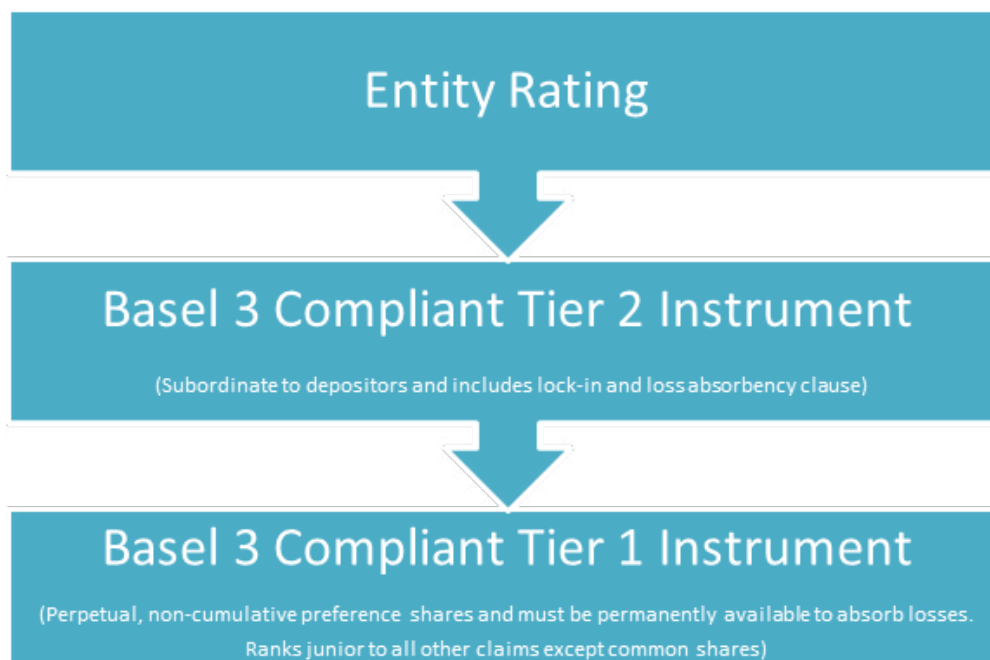 Entity Rating
Basel 3 Compliant Tier 2 Instrument
(Subordinate to depositors and includes lock-in and loss absorbency clause)
Basel 3 Compliant Tier 1 Instrument
(Perpetual, non-cumulative preference shares and must be permanently available to absorb losses.
Ranks junior to all other claims except common shares)